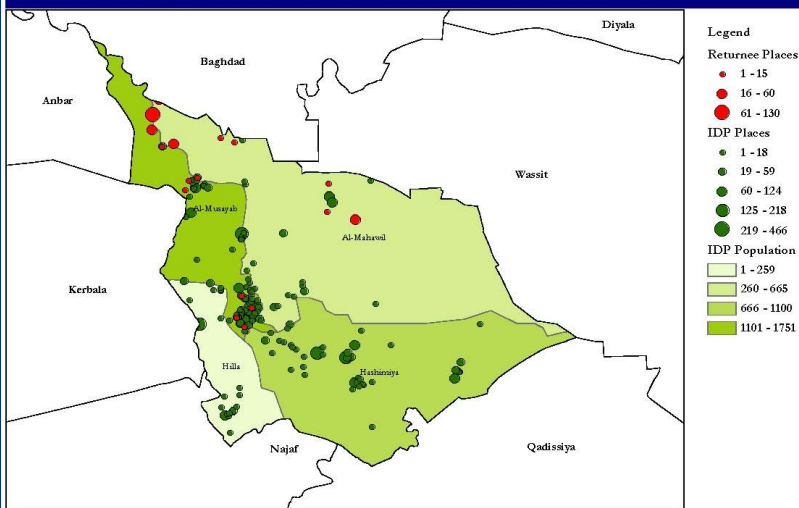 Diyala
Baghdad
Anbar
Wassit
Al-Musayab
Al-Mahawil
Kerbala
Hilla
Hashimiya
Najaf
Qadissiya
Legend
Returnee Places
1 - 15
16 - 60
61 - 130
IDP Places
1 - 18
19 - 59
60 - 124
125 - 218
219 - 466
IDP Population
1 - 259
260 - 665
666 - 1100
1101 - 1751